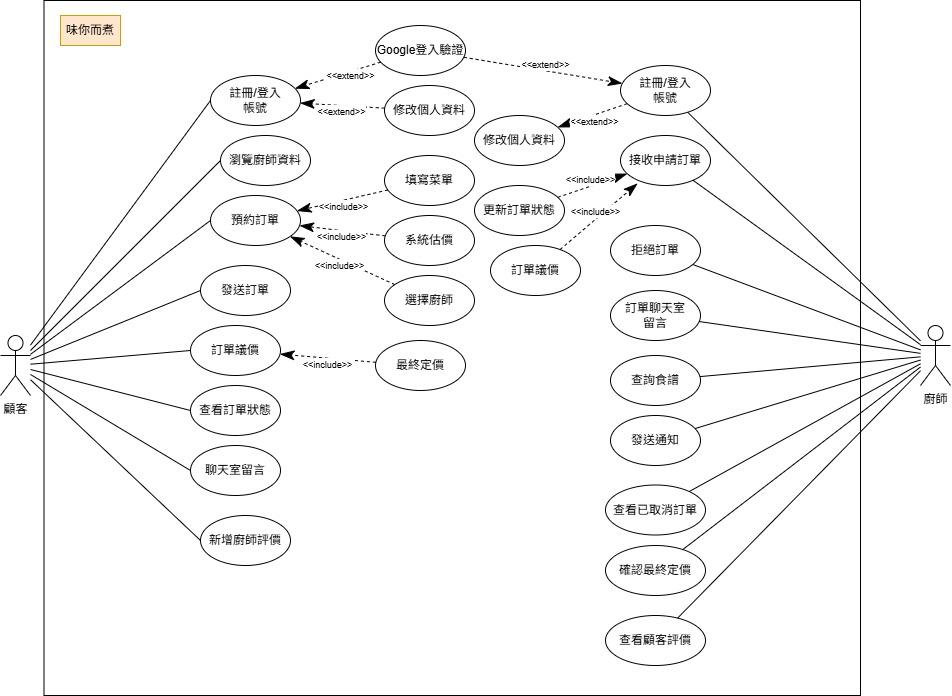 味你而煮
Google登入驗證
<<extend>>
<<extend>>
註冊/登入
帳號
<<extend>>
修改個人資料
註冊/登入
帳號
<<extend>>
修改個人資料
瀏覽廚師資料
接收申請訂單
填寫菜單
<<include>>
<<include>>
更新訂單狀態
預約訂單
<<include>>
系統估價
<<include>>
訂單議價
拒絕訂單
<<include>>
選擇廚師
發送訂單
訂單聊天室
留言
訂單議價
<<include>>
最終定價
查詢食譜
顧客
廚師
查看訂單狀態
發送通知
聊天室留言
查看已取消訂單
新增廚師評價
確認最終定價
查看顧客評價